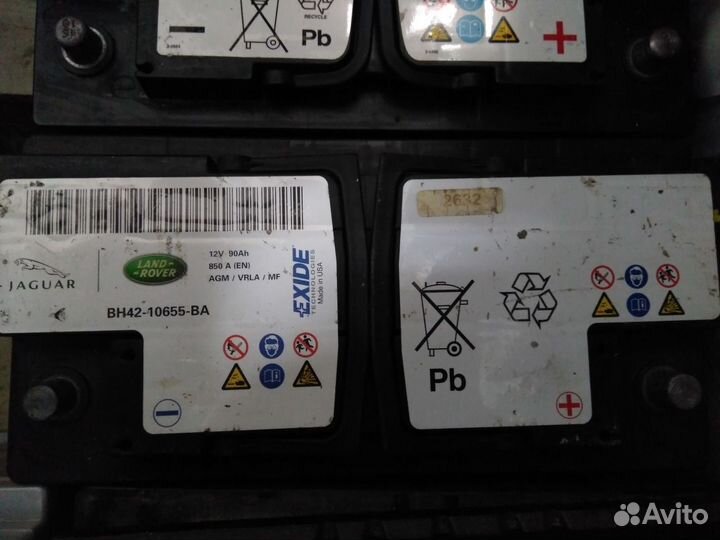 RECYCLE
Pb
+
JAGUAR
LAND-
ROVER
12V 90Ah
850 A (EN)
AGM / VRLA / MF
BH42-10655-BA
EXIDE
TECHNOLOGIES
Made in USA
2632
Pb
Avito